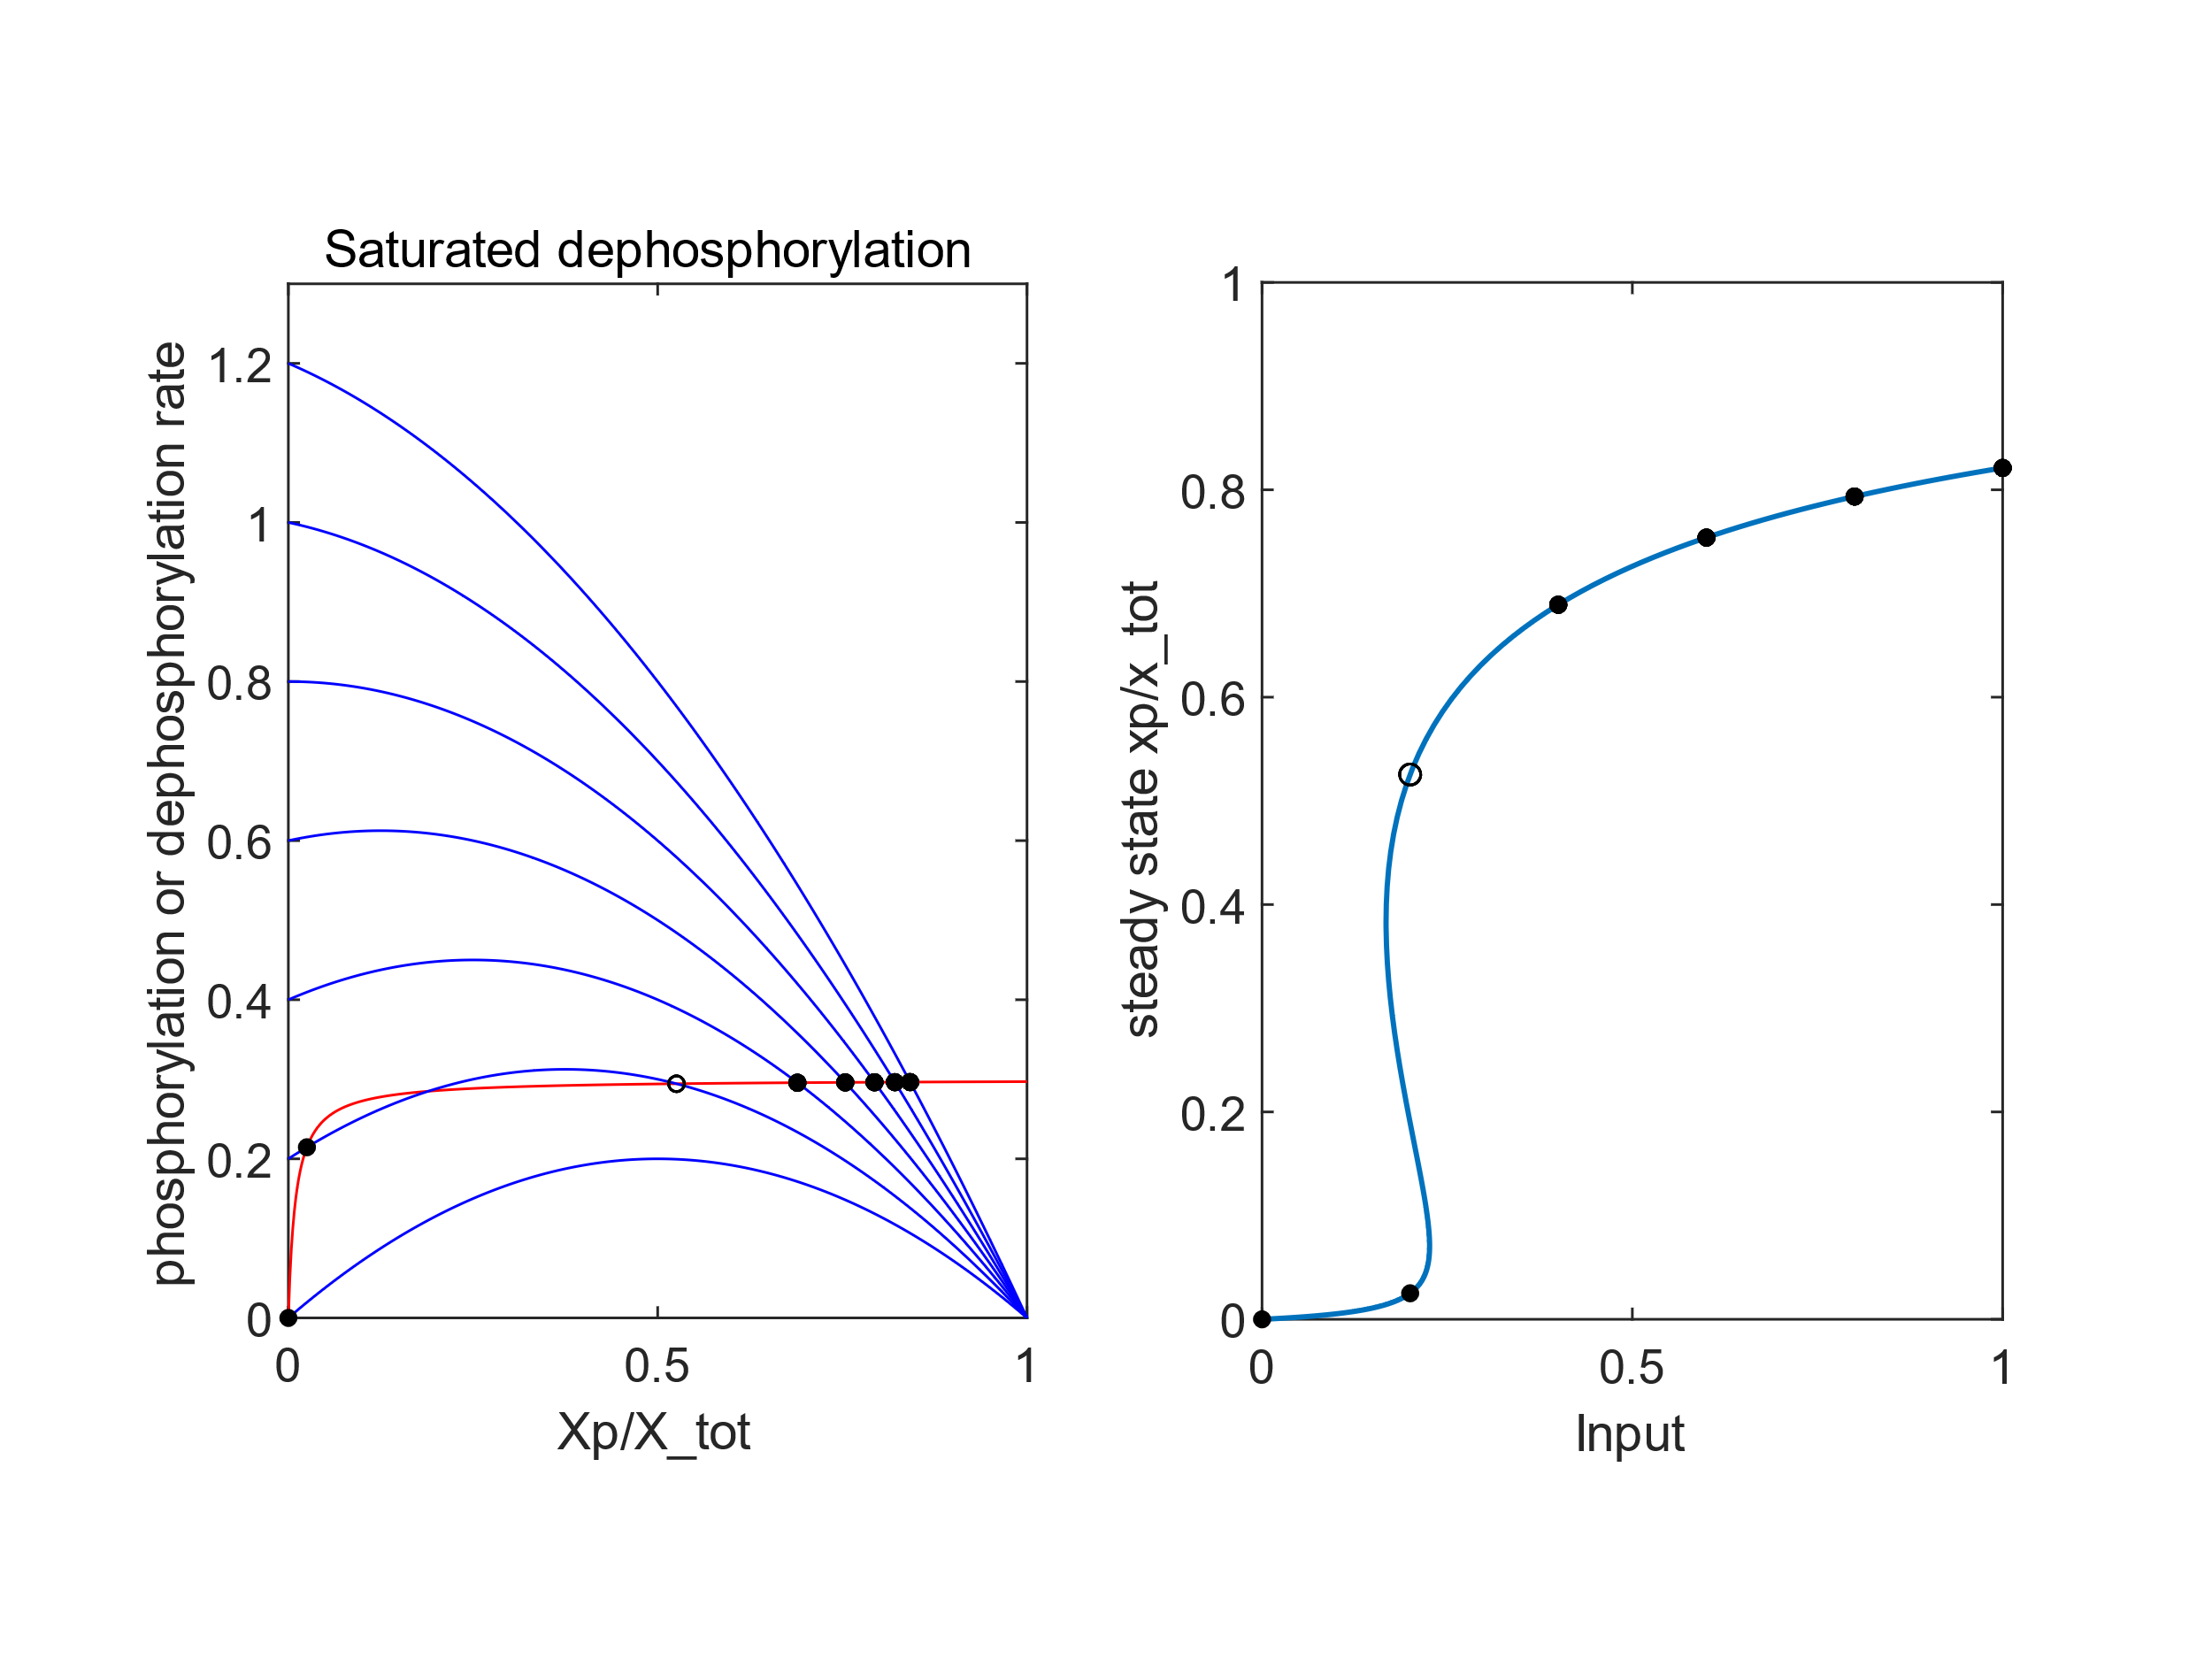 Saturated dephosphorylation
phosphorylation or dephosphorylation rate
1.2
1
0.8
0.6
0.4
0.2
0
0 0.5 1
Xp/X_tot
steady state xp/x_tot
1
0.8
0.6
0.4
0.2
0
0 0.5 1
Input